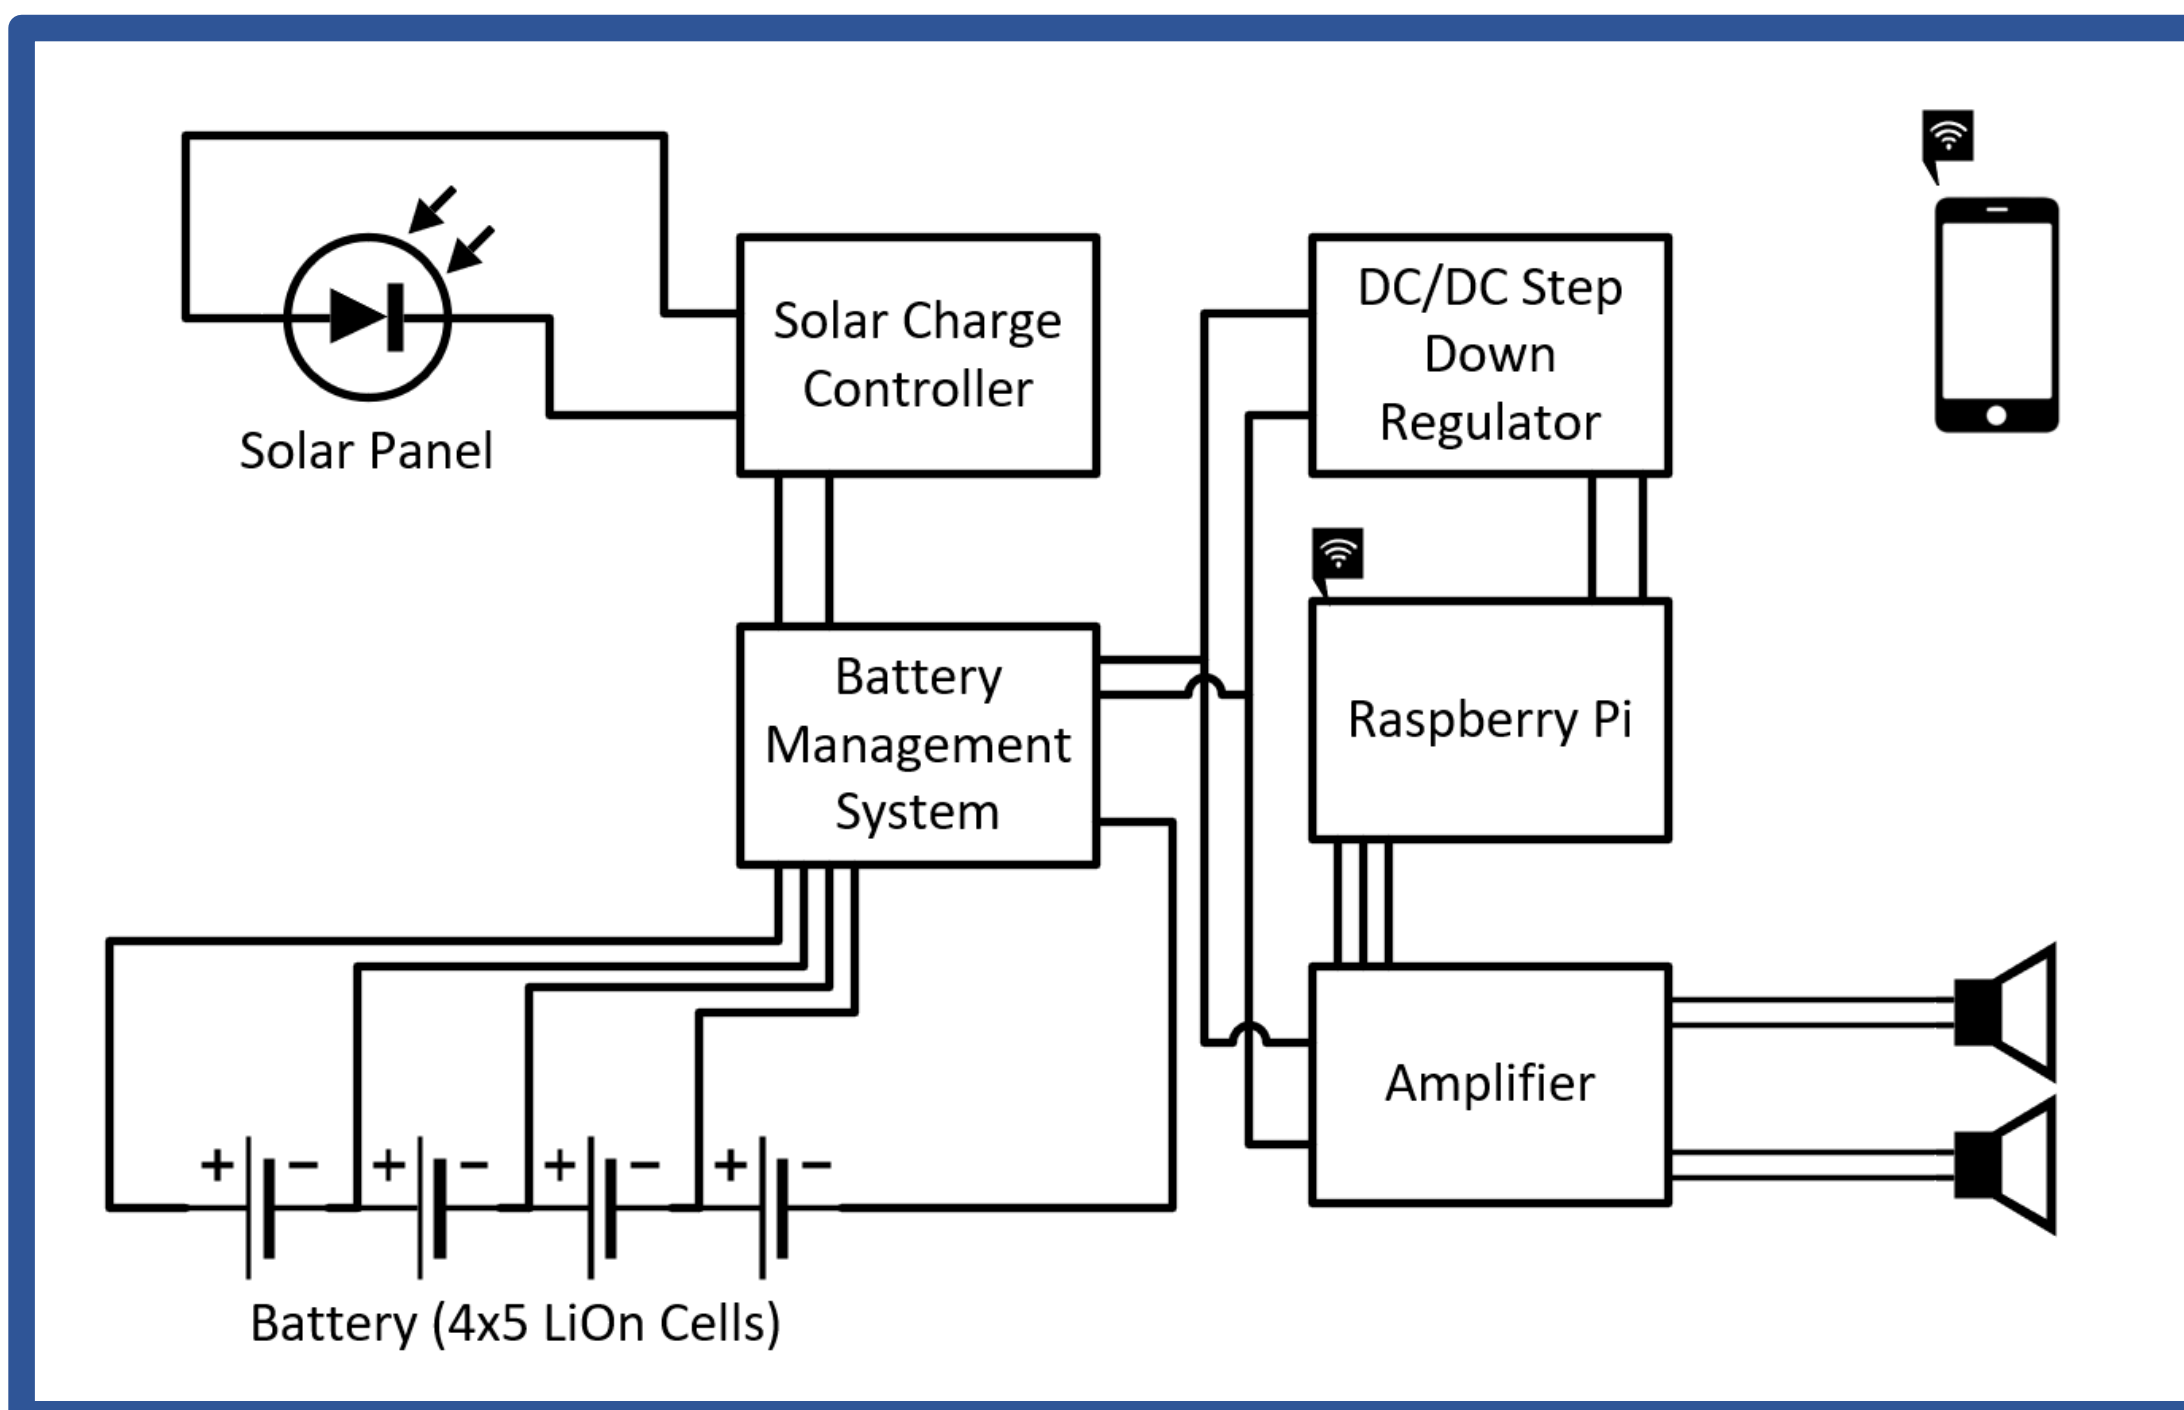 Solar Panel
Solar Charge
Controller
DC/DC Step
Down
Regulator
Battery
Management
System
Raspberry Pi
Amplifier
+ − + − + − + −
Battery (4x5 LiOn Cells)